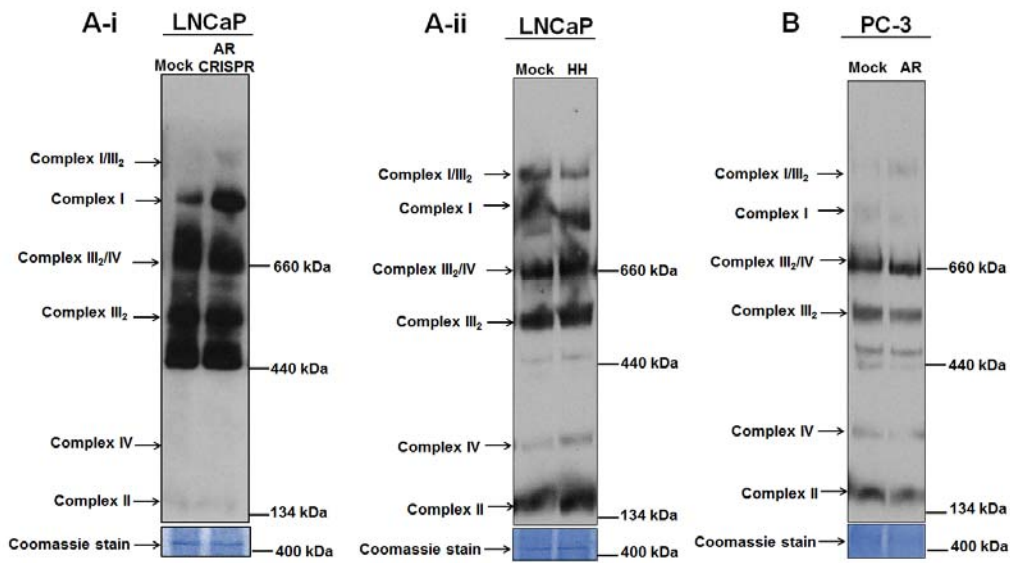 A-i
LNCaP
Mock
AR
CRISPR
Complex I/III₂
Complex I
Complex III₂/IV
Complex III₂
Complex IV
Complex II
Coomassie stain
660 kDa
440 kDa
134 kDa
400 kDa
A-ii
LNCaP
Mock HH
Complex I/III₂
Complex I
Complex III₂/IV
Complex III₂
Complex IV
Complex II
Coomassie stain
660 kDa
440 kDa
134 kDa
400 kDa
B
PC-3
Mock AR
Complex I/III₂
Complex I
Complex III₂/IV
Complex III₂
Complex IV
Complex II
Coomassie stain
660 kDa
440 kDa
134 kDa
400 kDa